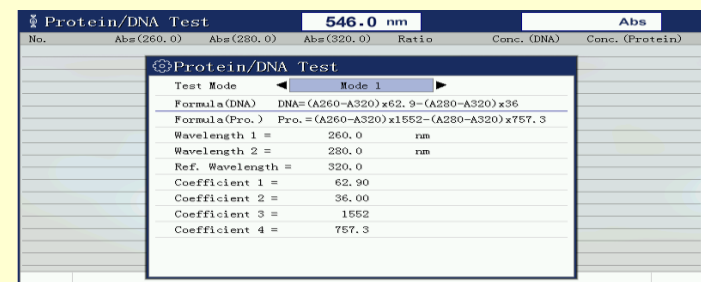 Protein/DNA Test 546.0 nm Abs
No. Abs(260.0) Abs(280.0) Abs(320.0) Ratio Conc.(DNA) Conc.(Protein)
Protein/DNA Test
Test Mode ◀ Mode 1 ▶
Formula(DNA) DNA=(A260-A320)x62.9-(A280-A320)x36
Formula(Pro.) Pro.=(A260-A320)x1552-(A280-A320)x757.3
Wavelength 1 = 260.0 nm
Wavelength 2 = 280.0 nm
Ref. Wavelength = 320.0
Coefficient 1 = 62.90
Coefficient 2 = 36.00
Coefficient 3 = 1552
Coefficient 4 = 757.3